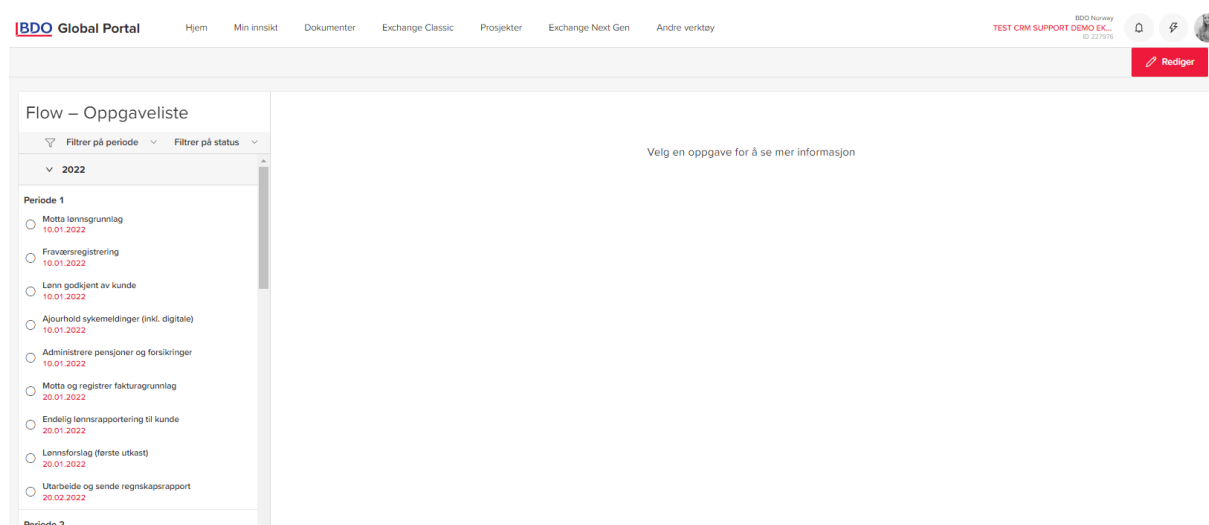 BDO Global Portal
Hjem Min innsikt Dokumenter Exchange Classic Prosjekter Exchange Next Gen Andre verktøy
BDO Norway
TEST CRM SUPPORT DEMO EK...
ID 227976
Rediger
Flow – Oppgaveliste
Filtrer på periode Filtrer på status
2022
Velg en oppgave for å se mer informasjon
Periode 1
Motta lønnsgrunnlag
10.01.2022
Fraværsregistrering
10.01.2022
Lønn godkjent av kunde
10.01.2022
Ajourhold sykemeldinger (inkl. digitale)
10.01.2022
Administrere pensjoner og forsikringer
10.01.2022
Motta og registrer fakturagrunnlag
20.01.2022
Endelig lønnsrapportering til kunde
20.01.2022
Lønnsforslag (første utkast)
20.01.2022
Utarbeide og sende regnskapsrapport
20.02.2022
Periode 2